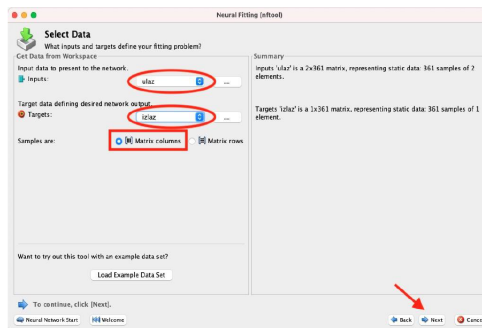 Neural Fitting (nftool)
Select Data
What inputs and targets define your fitting problem?
Get Data from Workspace
Input data to present to the network.
Inputs:
ulaz
...
Target data defining desired network output.
Targets:
izlaz
...
Samples are:
Matrix columns
Matrix rows
Want to try out this tool with an example data set?
Load Example Data Set
Summary
Inputs 'ulaz' is a 2x361 matrix, representing static data: 361 samples of 2
elements.
Targets 'izlaz' is a 1x361 matrix, representing static data: 361 samples of 1
element.
To continue, click [Next].
Neural Network Start
Welcome
Back
Next
Cance